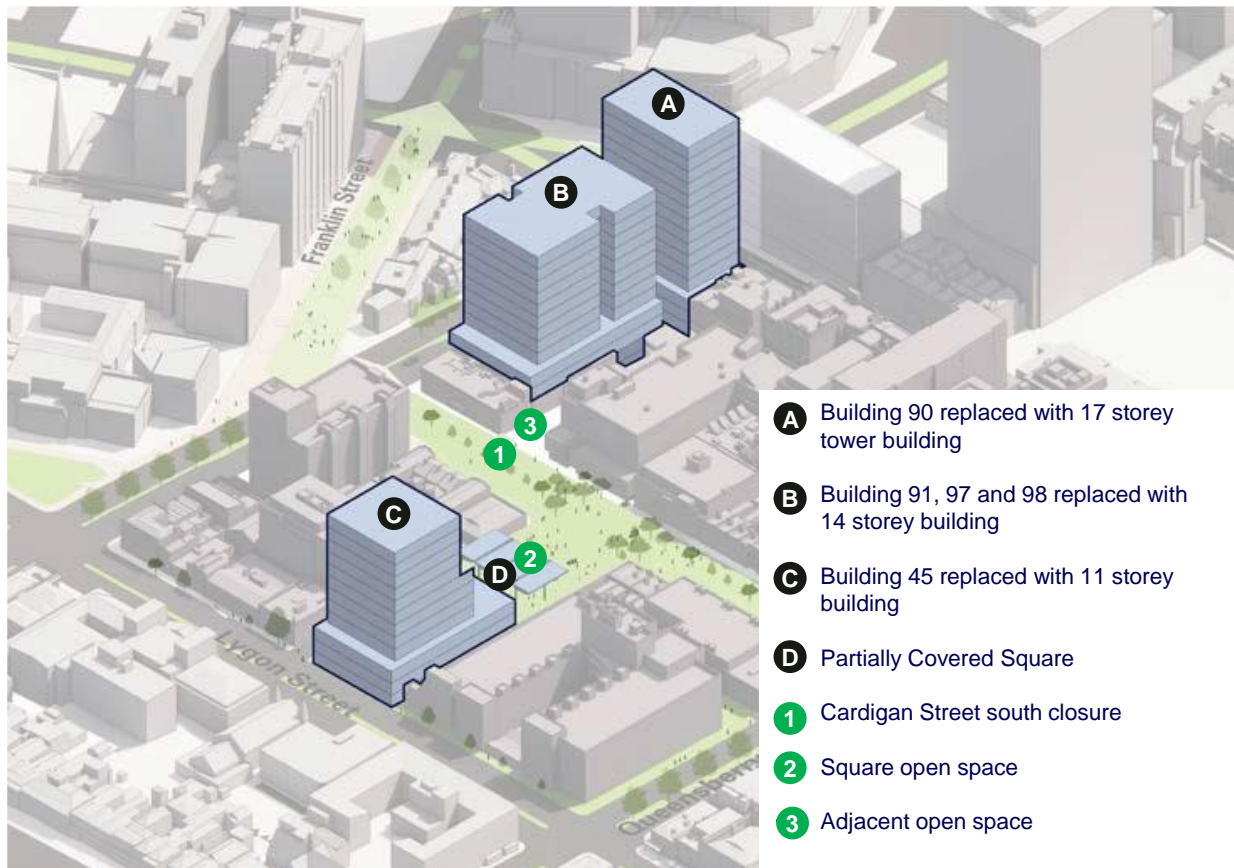 A
B
Franklin Street
3
1
C
2
D
Lygon Street
A Building 90 replaced with 17 storey
tower building
B Building 91, 97 and 98 replaced with
14 storey building
C Building 45 replaced with 11 storey
building
D Partially Covered Square
1 Cardigan Street south closure
2 Square open space
3 Adjacent open space